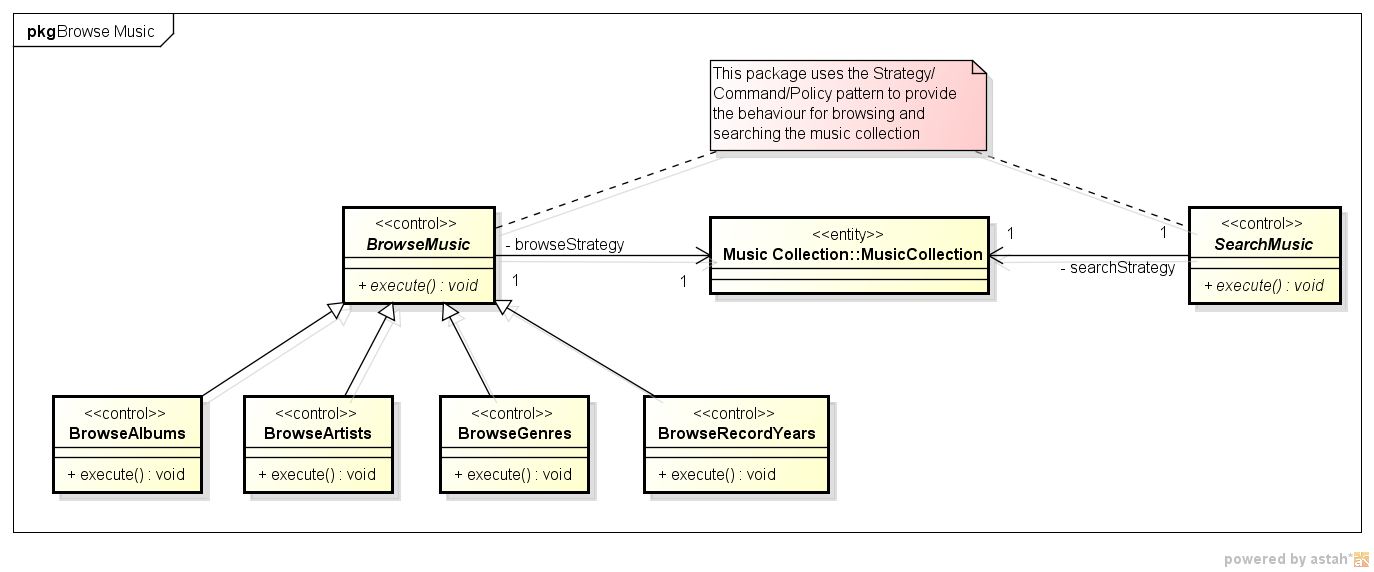 pkg Browse Music
This package uses the Strategy/
Command/Policy pattern to provide
the behaviour for browsing and
searching the music collection
<<control>>
BrowseMusic
+ execute() : void
- browseStrategy
1
1
<<entity>>
Music Collection::MusicCollection
1
1
- searchStrategy
<<control>>
SearchMusic
+ execute() : void
<<control>>
BrowseAlbums
+ execute() : void
<<control>>
BrowseArtists
+ execute() : void
<<control>>
BrowseGenres
+ execute() : void
<<control>>
BrowseRecordYears
+ execute() : void
powered by astah*